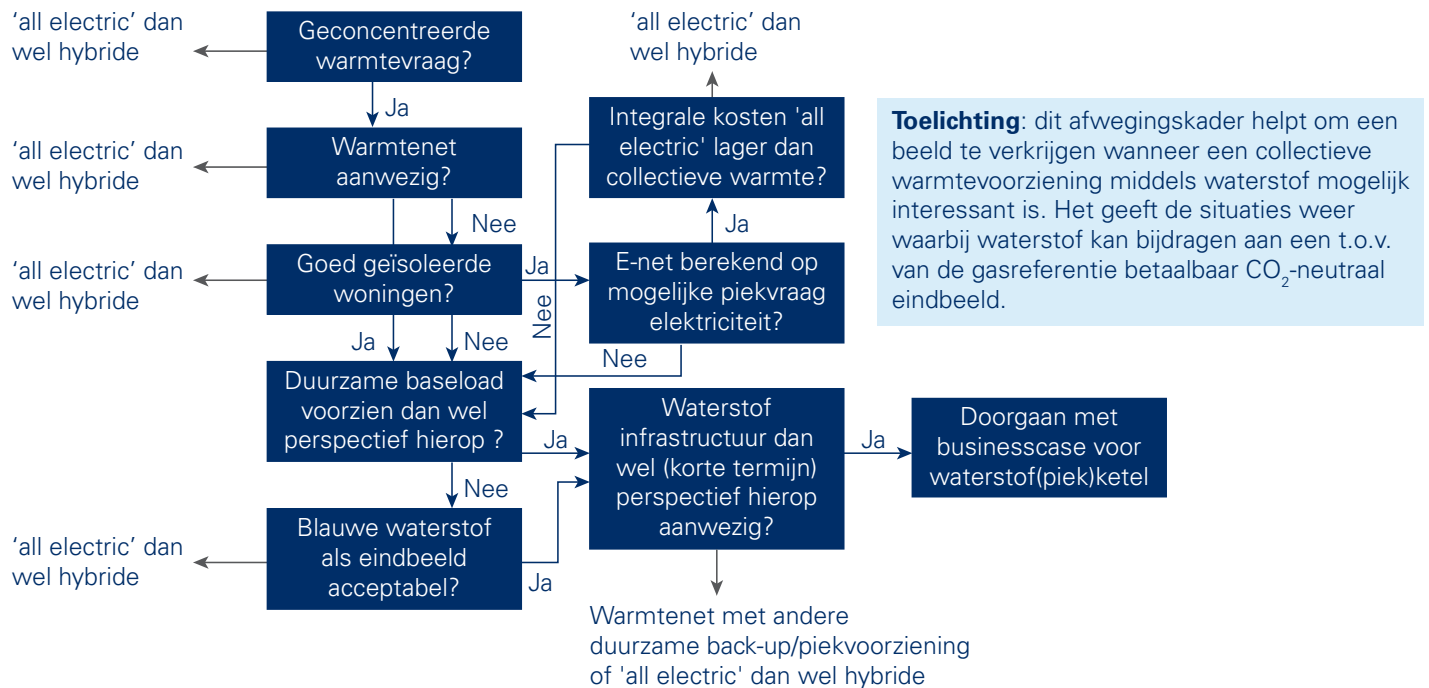 ‘all electric’ dan
wel hybride
Geconcentreerde
warmtevraag?
Ja
‘all electric’ dan
wel hybride
Warmtenet
aanwezig?
Nee
‘all electric’ dan
wel hybride
Goed geïsoleerde
woningen?
Ja
Ja
Nee
Duurzame baseload
voorzien dan wel
perspectief hierop ?
Ja
Nee
‘all electric’ dan
wel hybride
Blauwe waterstof
als eindbeeld
acceptabel?
Ja
‘all electric’ dan
wel hybride
Integrale kosten 'all
electric' lager dan
collectieve warmte?
Nee
Ja
E-net berekend op
mogelijke piekvraag
elektriciteit?
Nee
Waterstof
infrastructuur dan
wel (korte termijn)
perspectief hierop
aanwezig?
Ja
Doorgaan met
businesscase voor
waterstof(piek)ketel
Warmtenet met andere
duurzame back-up/piekvoorziening
of 'all electric' dan wel hybride
Toelichting: dit afwegingskader helpt om een
beeld te verkrijgen wanneer een collectieve
warmtevoorziening middels waterstof mogelijk
interessant is. Het geeft de situaties weer
waarbij waterstof kan bijdragen aan een t.o.v.
van de gasreferentie betaalbaar CO₂-neutraal
eindbeeld.